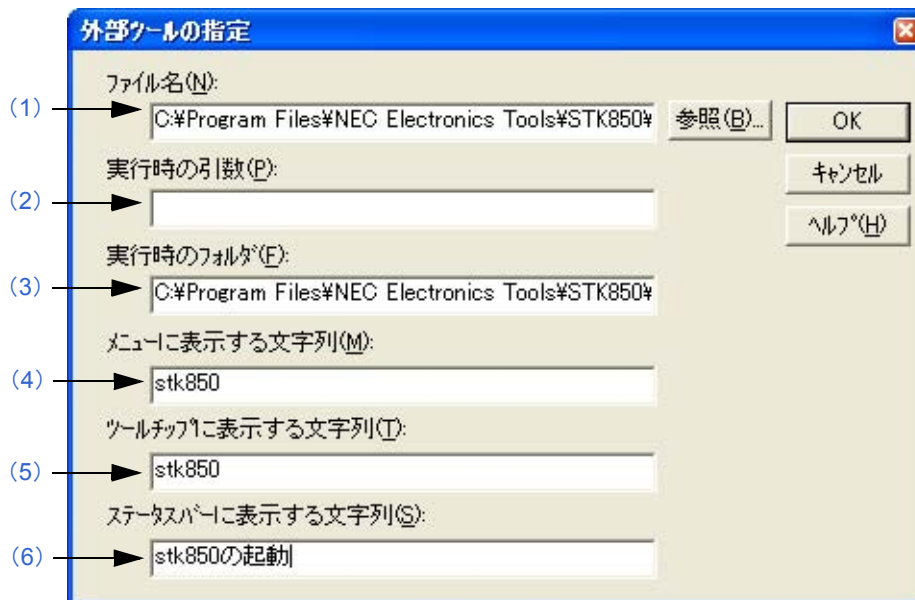 外部ツールの指定
ファイル名(N):
(1) C:¥Program Files¥NEC Electronics Tools¥STK850¥ 参照(B)... OK
実行時の引数(P): キャンセル
(2)
ヘルプ(H)
実行時のフォルダ(F):
(3) C:¥Program Files¥NEC Electronics Tools¥STK850¥
メニューに表示する文字列(M):
(4) stk850
ツールチップに表示する文字列(T):
(5) stk850
ステータスバーに表示する文字列(S):
(6) stk850の起動